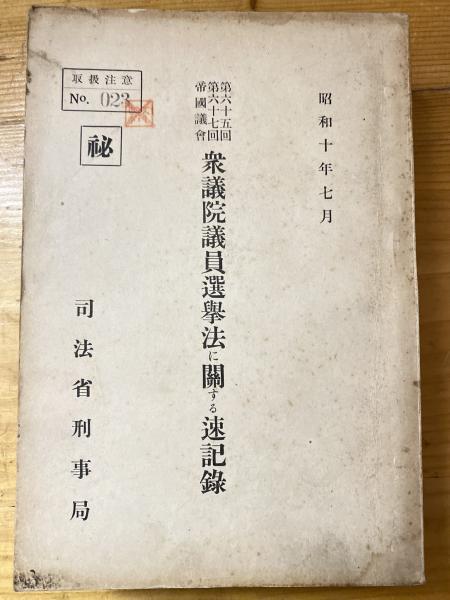 昭和十年七月
第六十五回
第六十七回
帝國議會
衆議院議員選擧法に關する速記錄
取扱注意
No. 023
祕
司法省刑事局